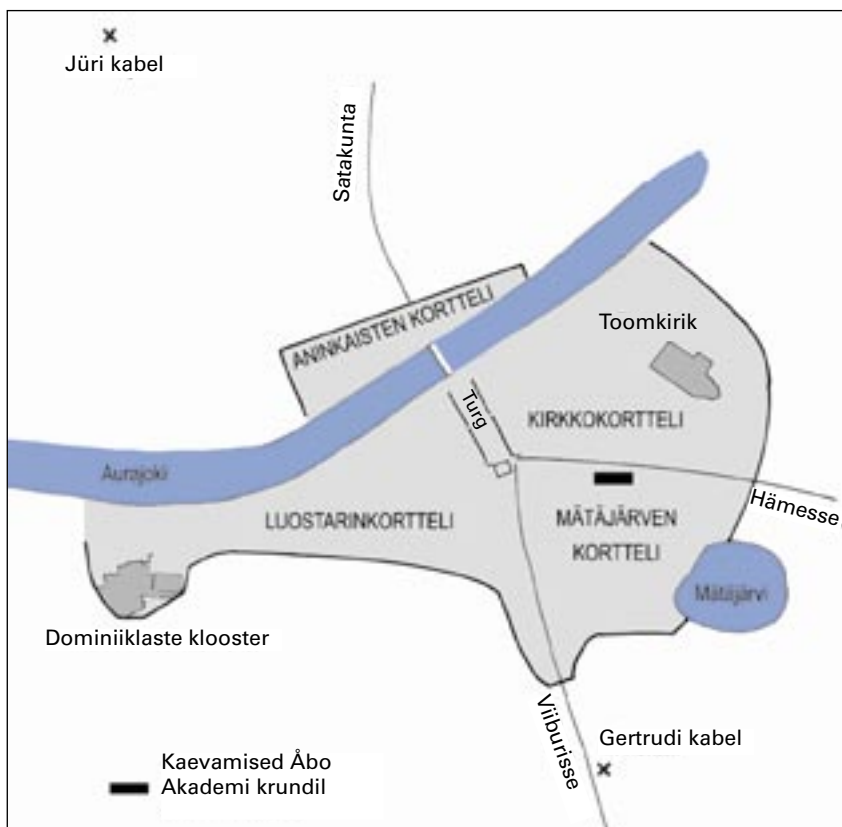 Jüri kabel
Satakunta
ANINKAISTEN KORTTELI
Toomkirik
Turg
KIRKKOKORTTELI
Aurajoki
Hämesse
LUOSTARINKORTTELI
MÄTÄJÄRVEN
KORTTELI
Mätäjärvi
Dominiiklaste klooster
Viiburisse
Gertrudi kabel
Kaevamised Åbo
Akademi krundil